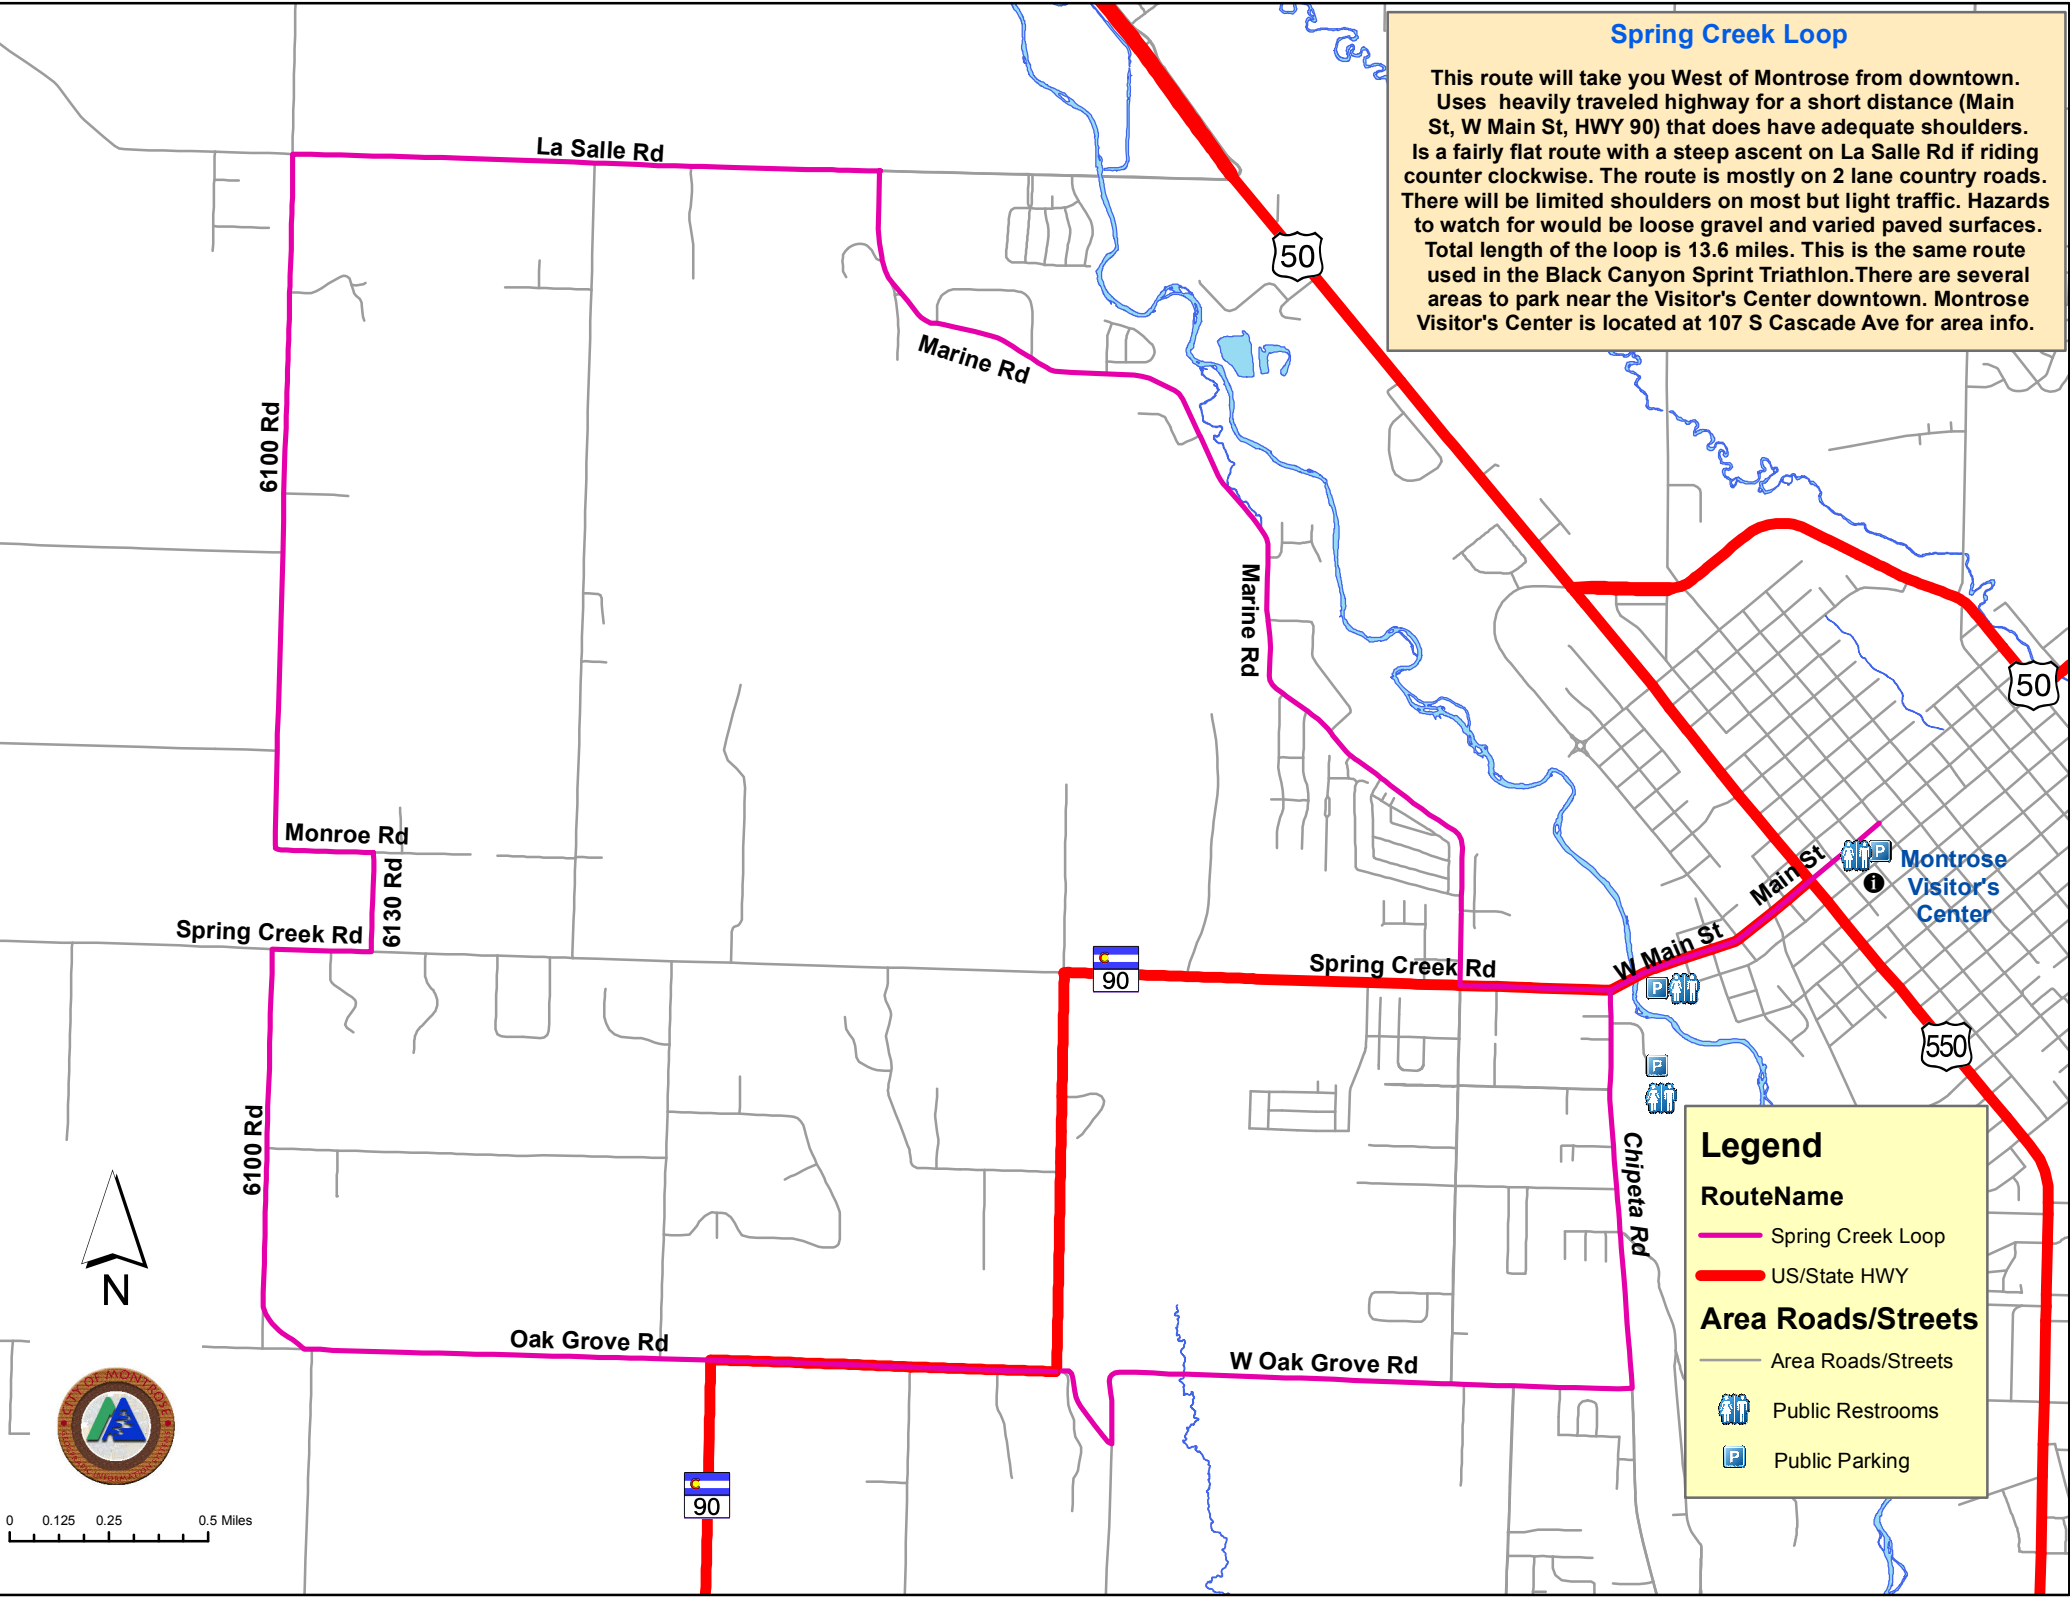 Spring Creek Loop
This route will take you West of Montrose from downtown.
Uses heavily traveled highway for a short distance (Main
St, W Main St, HWY 90) that does have adequate shoulders.
Is a fairly flat route with a steep ascent on La Salle Rd if riding
counter clockwise. The route is mostly on 2 lane country roads.
There will be limited shoulders on most but light traffic. Hazards
to watch for would be loose gravel and varied paved surfaces.
Total length of the loop is 13.6 miles. This is the same route
used in the Black Canyon Sprint Triathlon.There are several
areas to park near the Visitor's Center downtown. Montrose
Visitor's Center is located at 107 S Cascade Ave for area info.
La Salle Rd
50
Marine Rd
6100 Rd
Marine Rd
50
Monroe Rd
6130 Rd
Main St
P
Montrose
Visitor's
Center
i
Spring Creek Rd
C
90
Spring Creek Rd
W Main St
P
550
P
6100 Rd
Chipeta Rd
N
Oak Grove Rd
W Oak Grove Rd
C
90
CITY OF MONTROSE
0 0.125 0.25 0.5 Miles
Legend
RouteName
Spring Creek Loop
US/State HWY
Area Roads/Streets
Area Roads/Streets
Public Restrooms
P
Public Parking